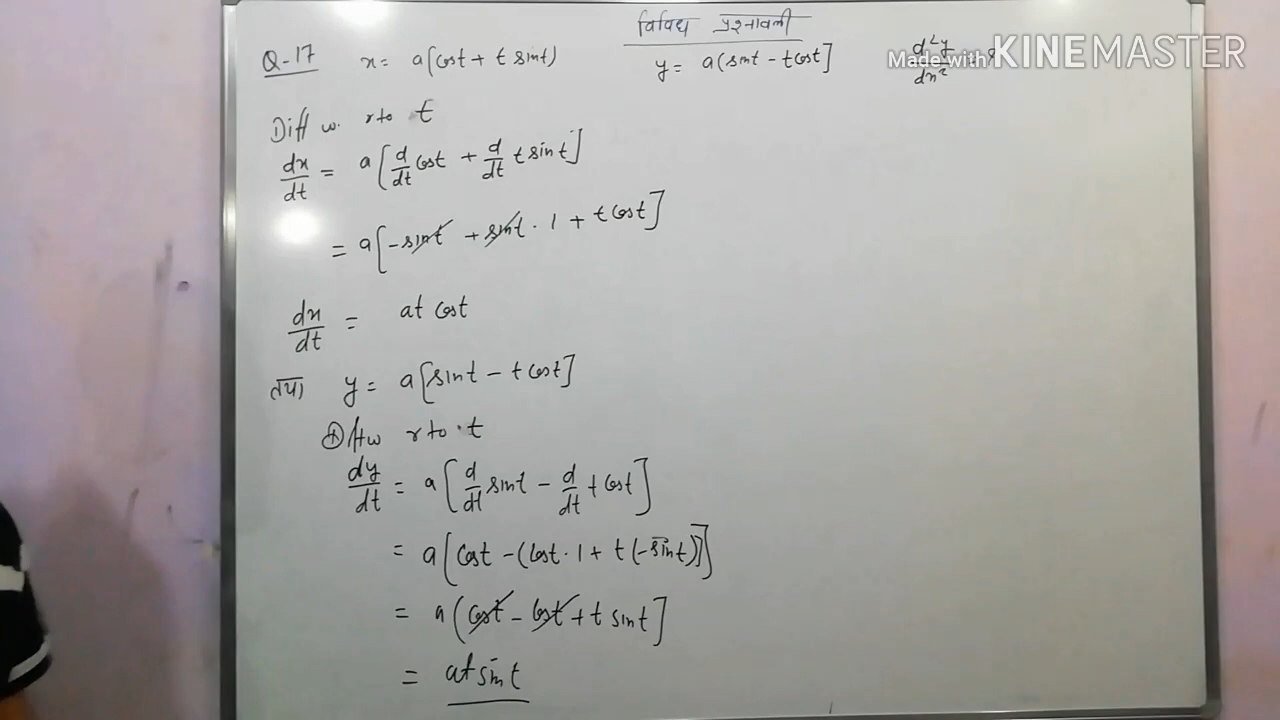 विविध प्रश्नावली
Q-17 x = a(cost + t sint) y = a(sint - tcost] d²y/dx²
Made with KINEMASTER
Diff w. r to t
dx/dt = a[d/dt cost + d/dt t sint]
= a[-sint + sint · 1 + t cost]
dx/dt = at cost
तथा y = a[sint - t cost]
Diff w r to · t
dy/dt = a[d/dt sint - d/dt t cost]
= a[cost - (cost · 1 + t(-sint))]
= a(cost - cost + t sint]
= at sint